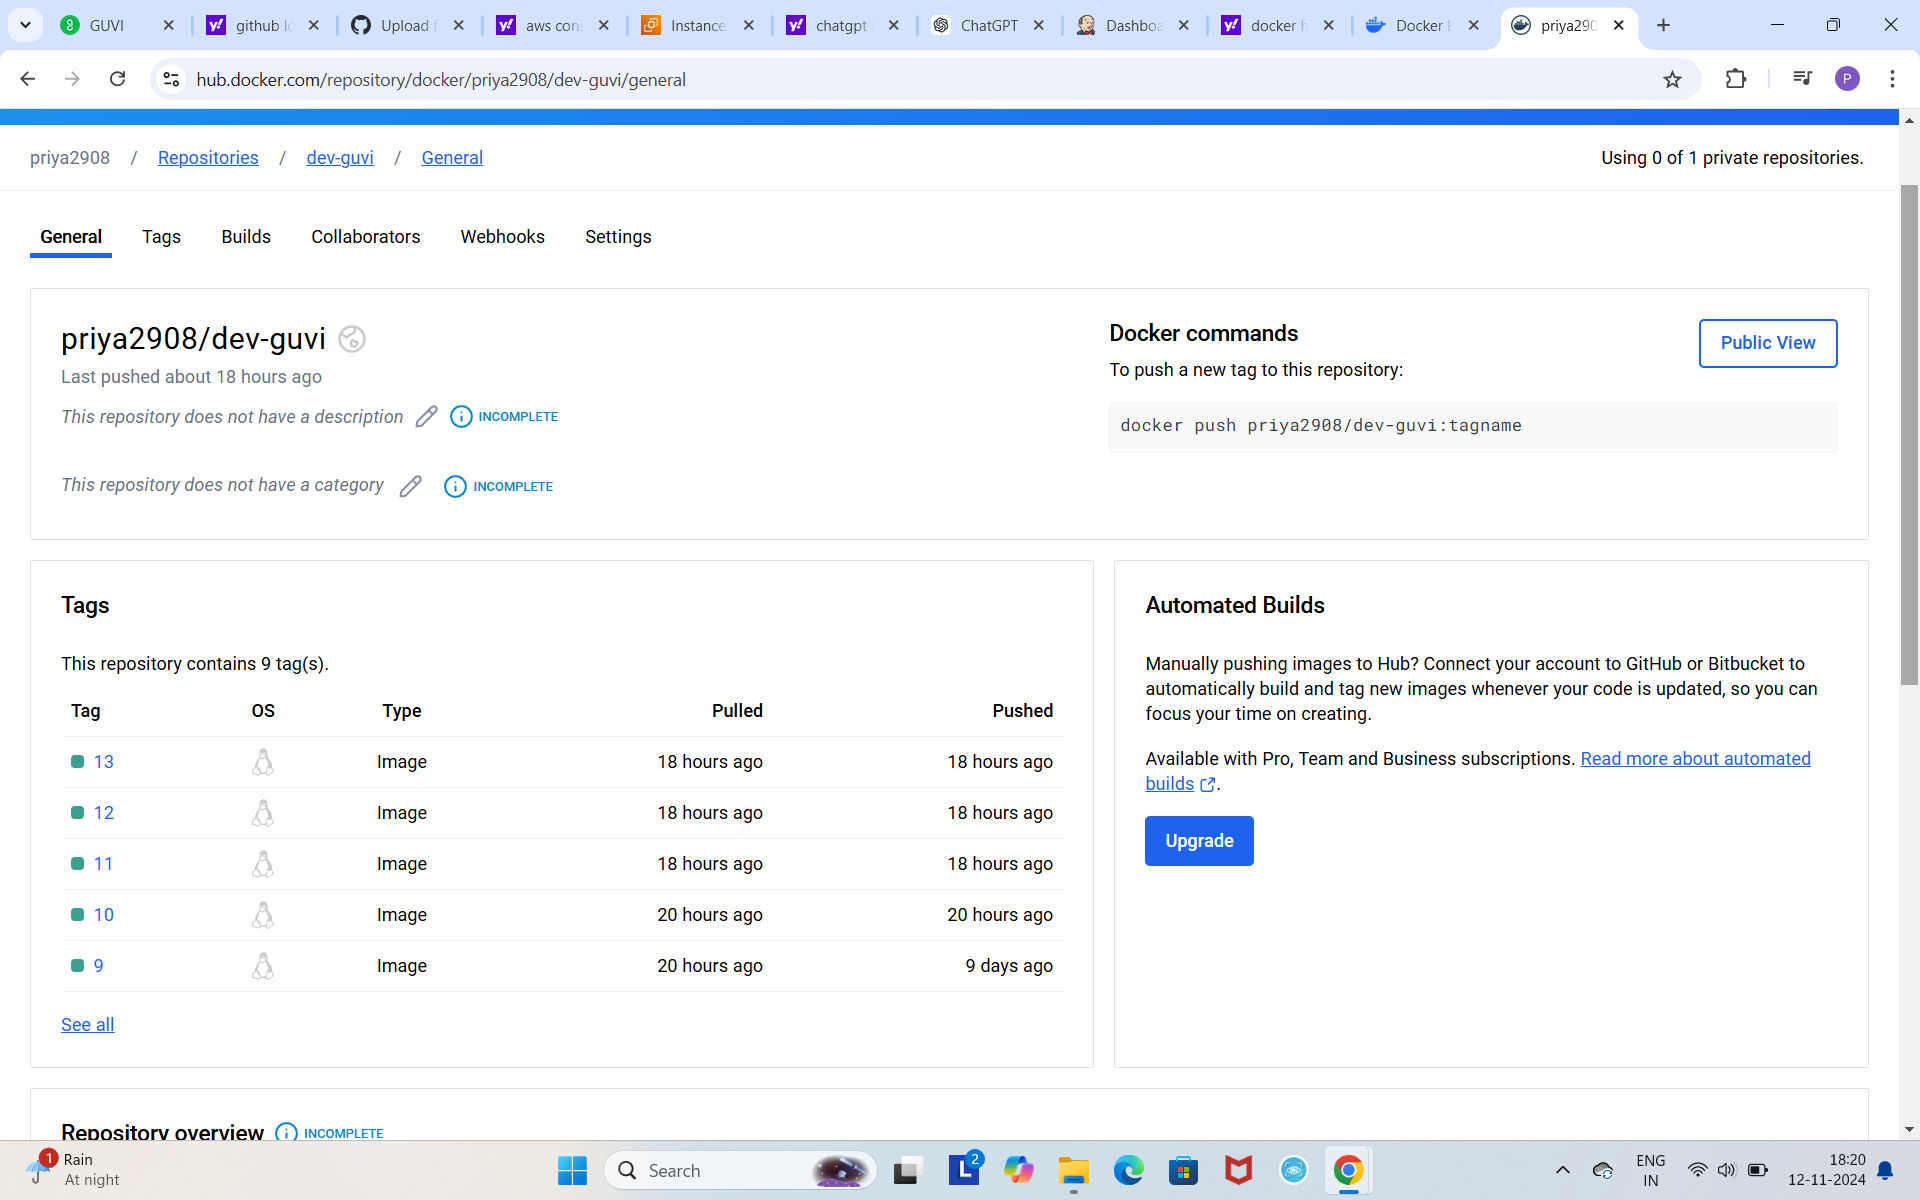 GUVI
github lo
Upload f
aws cons
Instance
chatgpt
ChatGPT
Dashboa
docker h
Docker H
priya290
hub.docker.com/repository/docker/priya2908/dev-guvi/general
P
priya2908 / Repositories / dev-guvi / General
Using 0 of 1 private repositories.
General Tags Builds Collaborators Webhooks Settings
priya2908/dev-guvi
Last pushed about 18 hours ago
This repository does not have a description INCOMPLETE
This repository does not have a category INCOMPLETE
Docker commands
Public View
To push a new tag to this repository:
docker push priya2908/dev-guvi:tagname
Tags
This repository contains 9 tag(s).
Tag OS Type Pulled Pushed
13 Image 18 hours ago 18 hours ago
12 Image 18 hours ago 18 hours ago
11 Image 18 hours ago 18 hours ago
10 Image 20 hours ago 20 hours ago
9 Image 20 hours ago 9 days ago
See all
Automated Builds
Manually pushing images to Hub? Connect your account to GitHub or Bitbucket to
automatically build and tag new images whenever your code is updated, so you can
focus your time on creating.
Available with Pro, Team and Business subscriptions. Read more about automated
builds .
Upgrade
Repository overview INCOMPLETE
1
Rain
At night
Search
L 2
ENG
IN
18:20
12-11-2024